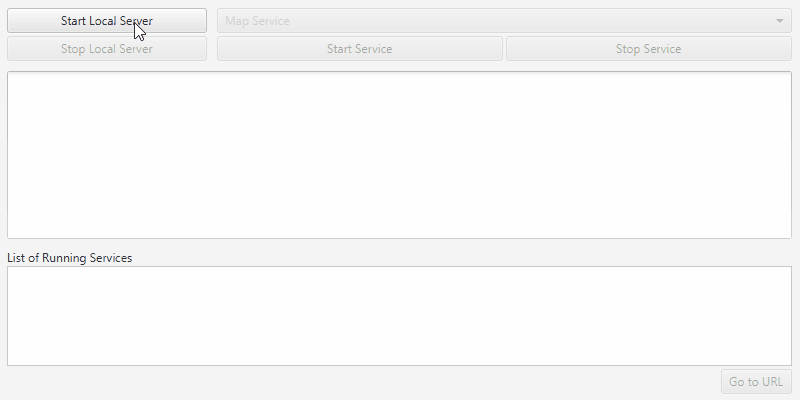 Start Local Server
Map Service
Stop Local Server
Start Service
Stop Service
List of Running Services
Go to URL